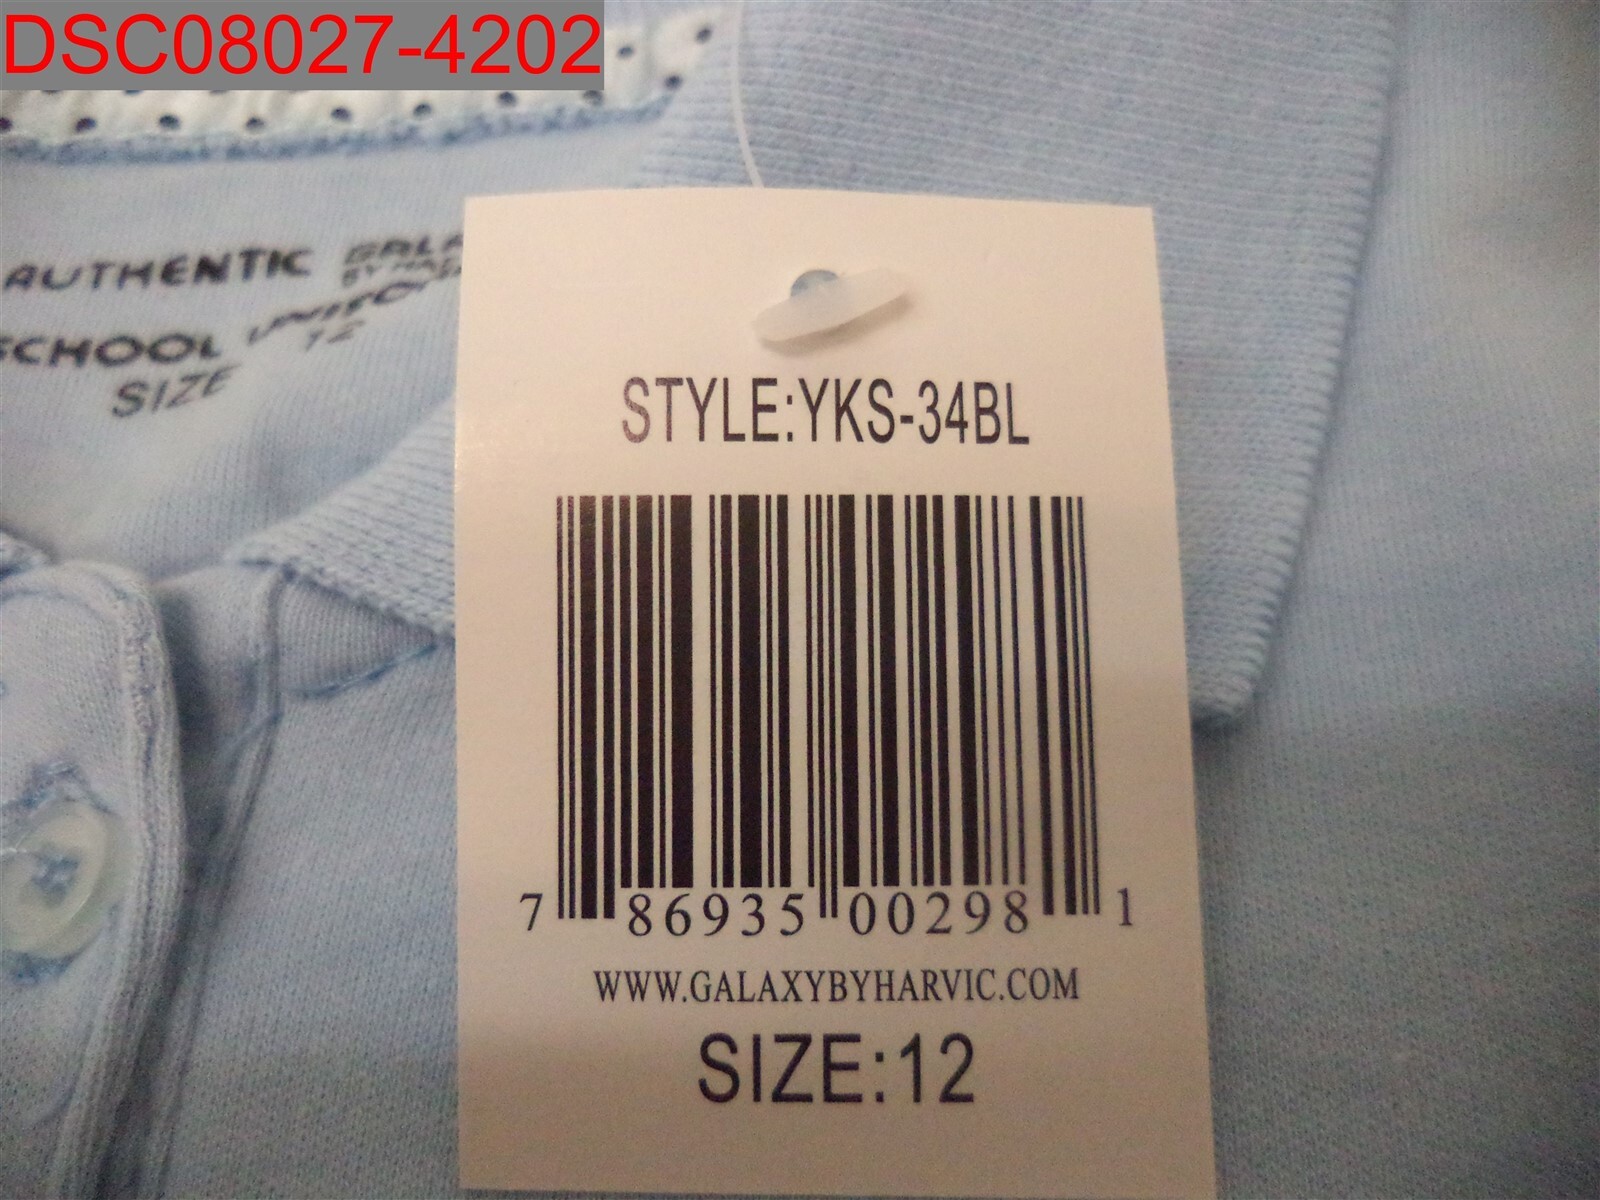 DSC08027-4202
AUTHENTIC
SCHOOL
SIZE 12
STYLE:YKS-34BL
7 86935 00298 1
WWW.GALAXYBYHARVIC.COM
SIZE:12